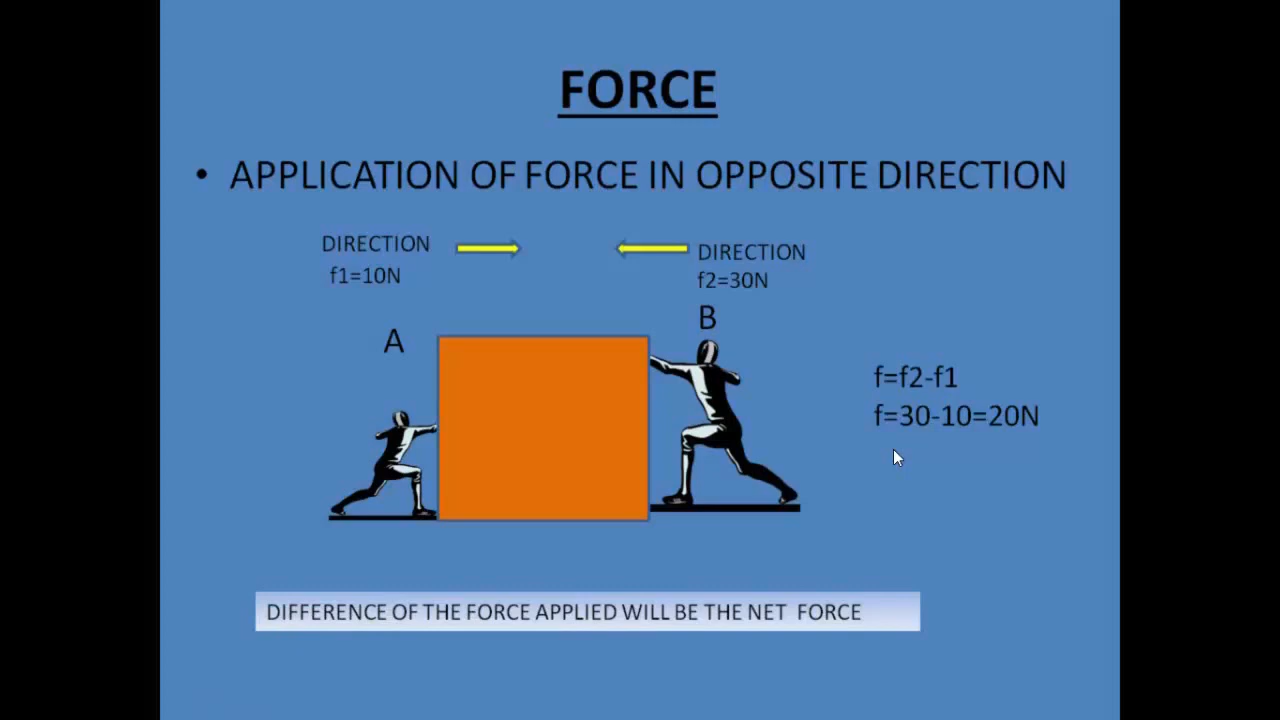 FORCE
• APPLICATION OF FORCE IN OPPOSITE DIRECTION
DIRECTION
f1=10N
DIRECTION
f2=30N
A
B
f=f2-f1
f=30-10=20N
DIFFERENCE OF THE FORCE APPLIED WILL BE THE NET FORCE